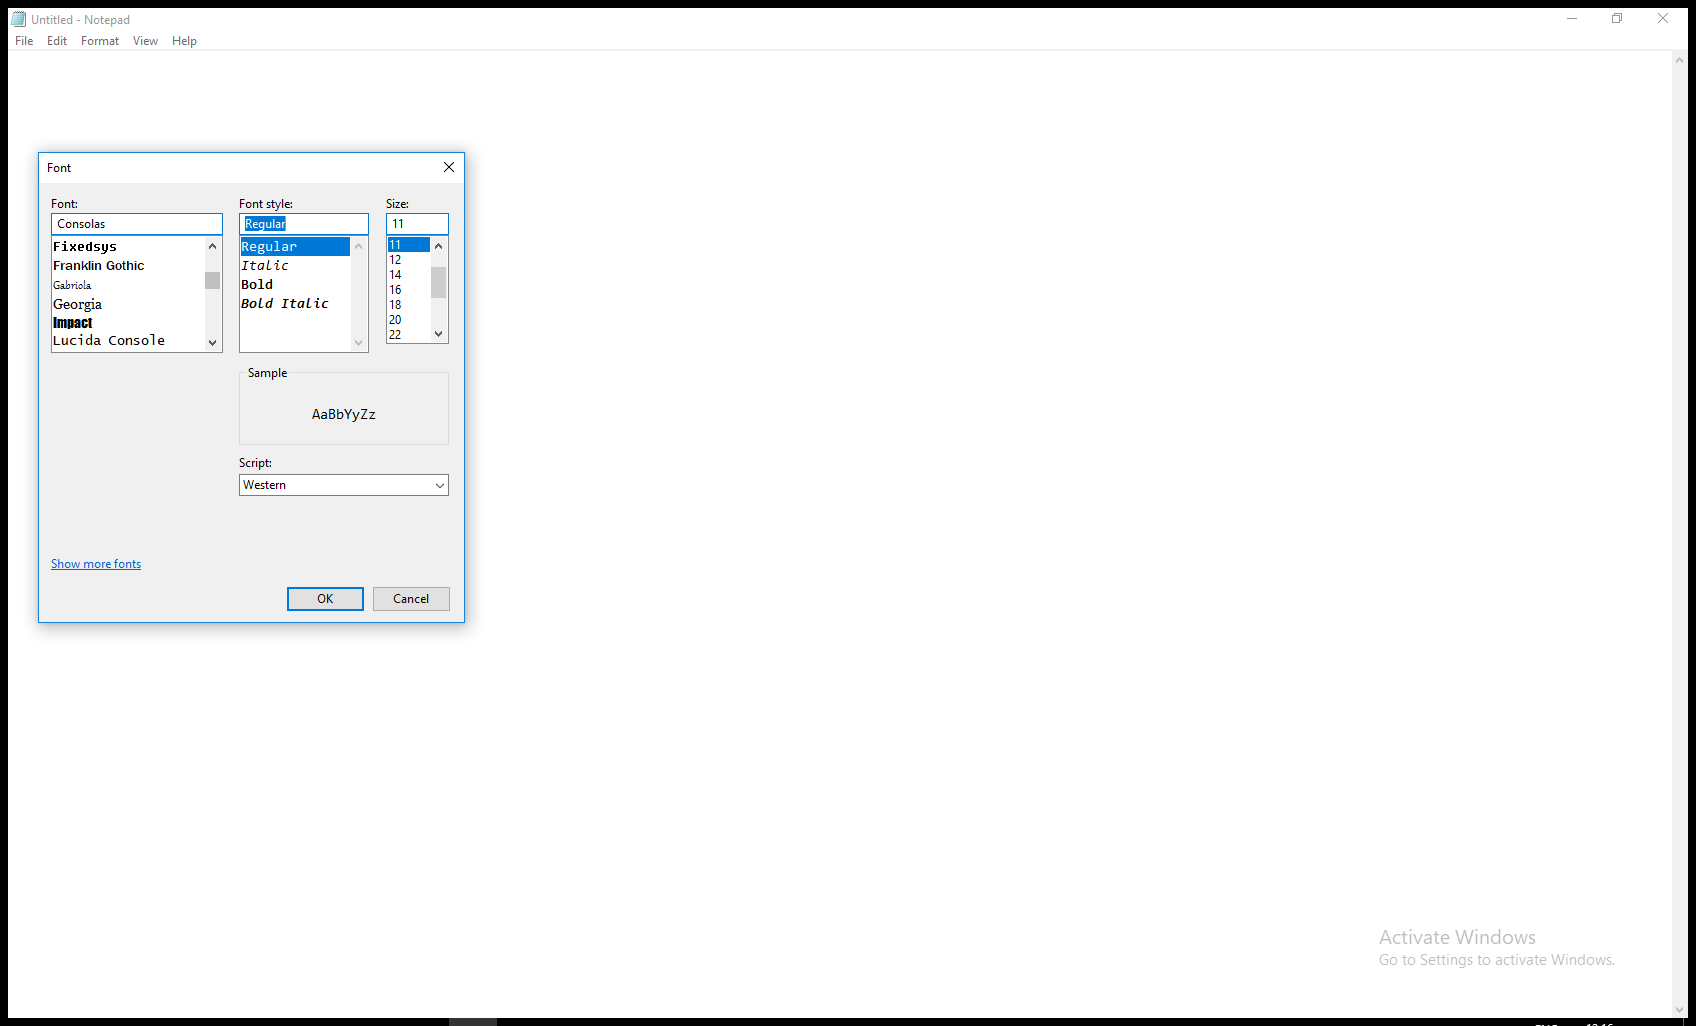 Untitled - Notepad
File Edit Format View Help
Font
Font: Font style: Size:
Consolas Regular 11
Fixedsys
Franklin Gothic
Gabriola
Georgia
Impact
Lucida Console
Regular
Italic
Bold
Bold Italic
11
12
14
16
18
20
22
Sample
AaBbYyZz
Script:
Western
Show more fonts
OK Cancel
Activate Windows
Go to Settings to activate Windows.